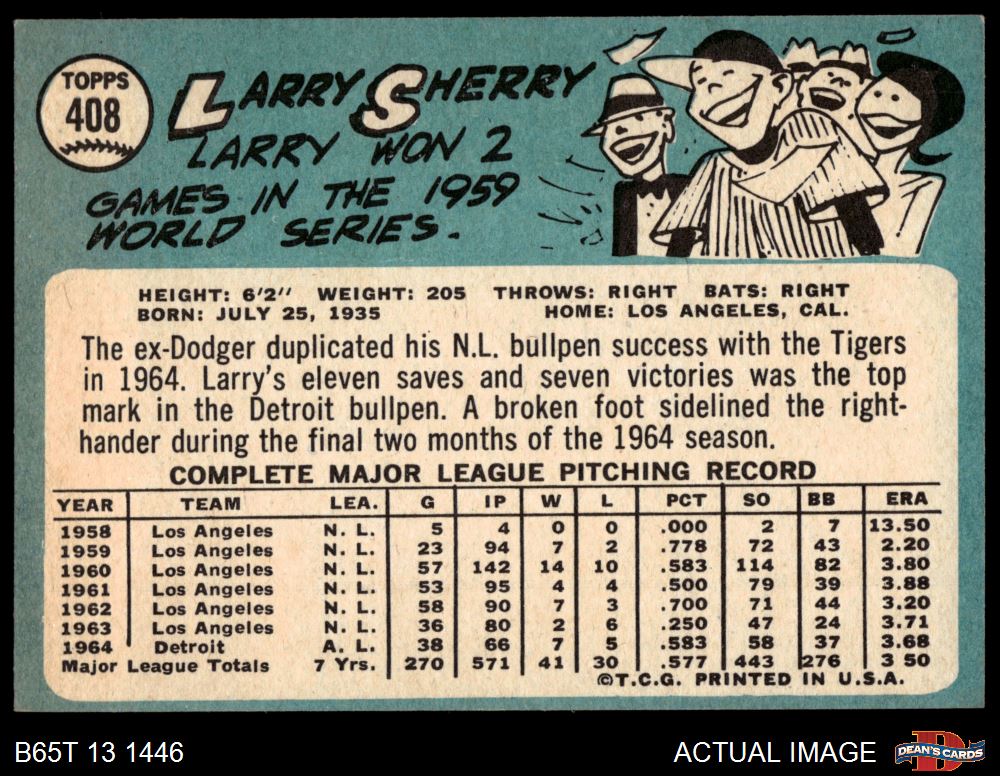 TOPPS
408
LARRY SHERRY
LARRY WON 2
GAMES IN THE 1959
WORLD SERIES.
HEIGHT: 6'2" WEIGHT: 205 THROWS: RIGHT BATS: RIGHT
BORN: JULY 25, 1935 HOME: LOS ANGELES, CAL.
The ex-Dodger duplicated his N.L. bullpen success with the Tigers
in 1964. Larry's eleven saves and seven victories was the top
mark in the Detroit bullpen. A broken foot sidelined the right-
hander during the final two months of the 1964 season.
COMPLETE MAJOR LEAGUE PITCHING RECORD
YEAR TEAM LEA. G IP W L PCT SO BB ERA
1958 Los Angeles N. L. 5 4 0 0 .000 2 7 13.50
1959 Los Angeles N. L. 23 94 7 2 .778 72 43 2.20
1960 Los Angeles N. L. 57 142 14 10 .583 114 82 3.80
1961 Los Angeles N. L. 53 95 4 4 .500 79 39 3.88
1962 Los Angeles N. L. 58 90 7 3 .700 71 44 3.20
1963 Los Angeles N. L. 36 80 2 6 .250 47 24 3.71
1964 Detroit A. L. 38 66 7 5 .583 58 37 3.68
Major League Totals 7 Yrs. 270 571 41 30 .577 443 276 3 50
©T.C.G. PRINTED IN U.S.A.
B65T 13 1446 ACTUAL IMAGE DEAN'S CARDS